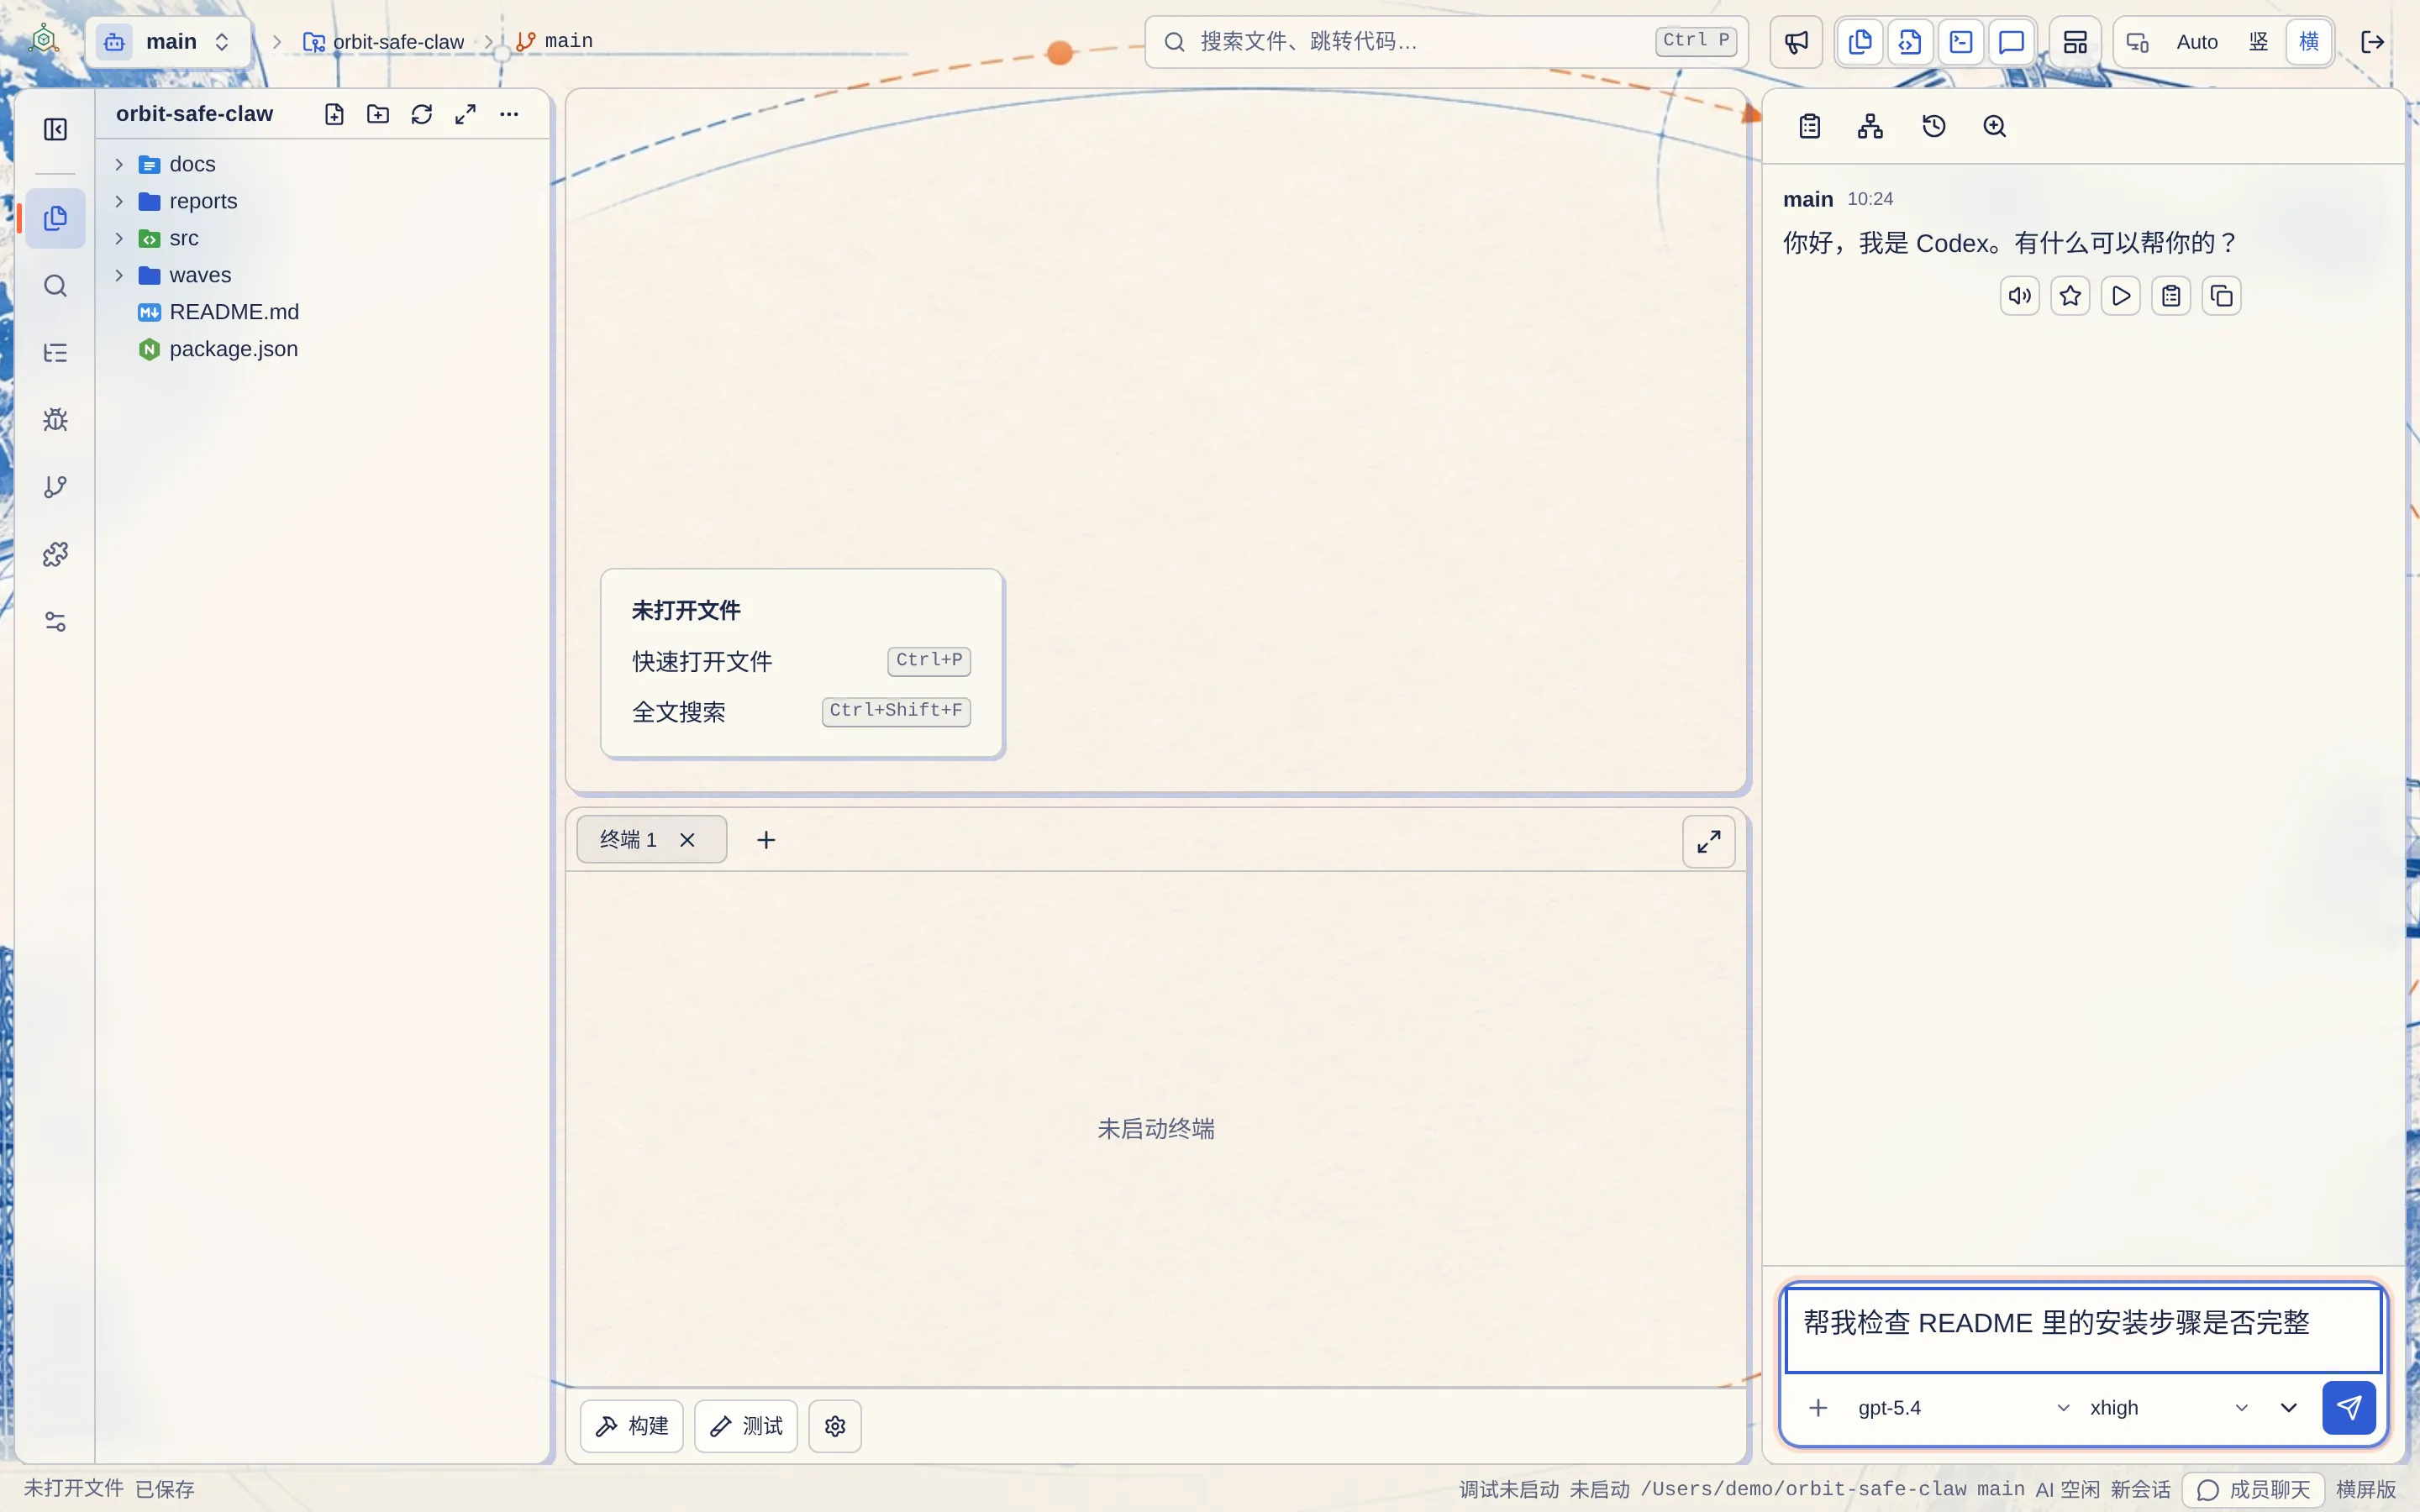 main
orbit-safe-claw
main
搜索文件、跳转代码...
Ctrl P
Auto
竖
横
orbit-safe-claw
docs
reports
src
waves
README.md
package.json
未打开文件
快速打开文件 Ctrl+P
全文搜索 Ctrl+Shift+F
终端 1
未启动终端
构建
测试
main 10:24
你好，我是 Codex。有什么可以帮你的？
帮我检查 README 里的安装步骤是否完整
gpt-5.4
xhigh
未打开文件 已保存
调试未启动 未启动 /Users/demo/orbit-safe-claw main AI 空闲 新会话 成员聊天 横屏版